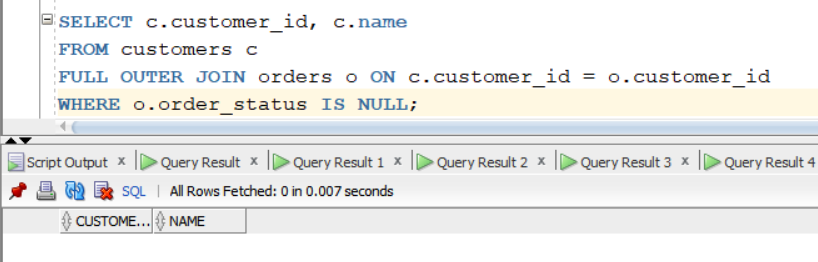 SELECT c.customer_id, c.name
FROM customers c
FULL OUTER JOIN orders o ON c.customer_id = o.customer_id
WHERE o.order_status IS NULL;
Script Output x Query Result x Query Result 1 x Query Result 2 x Query Result 3 x Query Result 4
SQL | All Rows Fetched: 0 in 0.007 seconds
CUSTOME... NAME